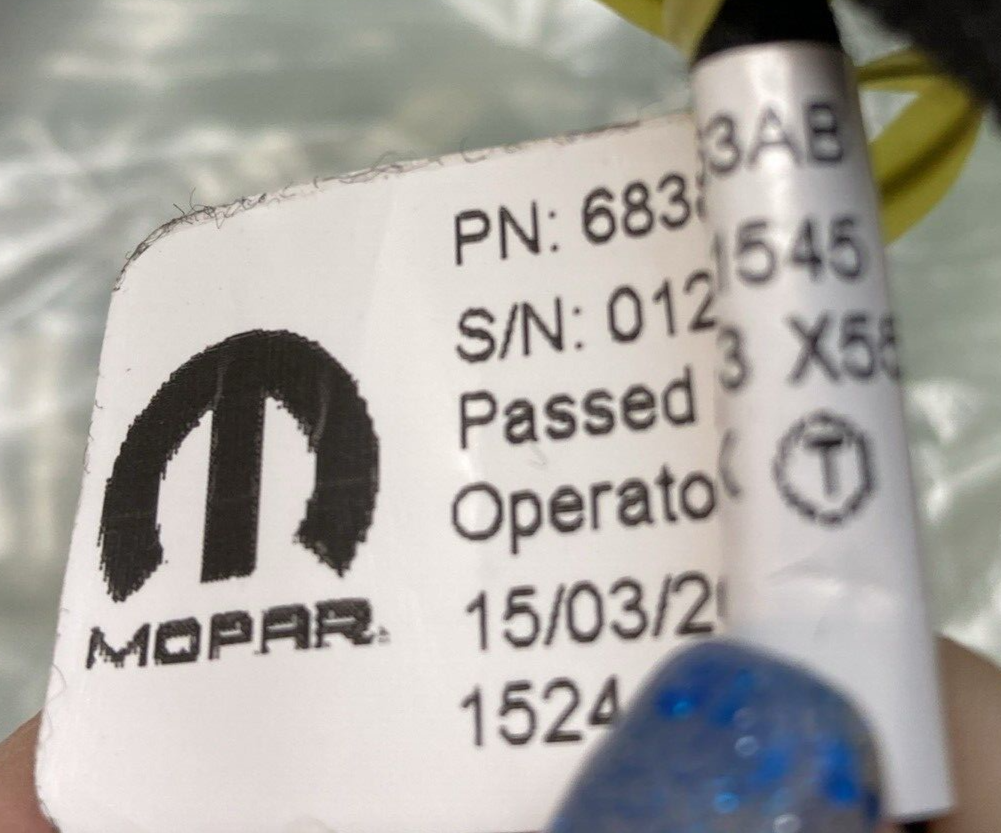 MOPAR
PN: 683
S/N: 012
Passed
Operato
15/03/2
1524
3AB
1545
3 X5
T